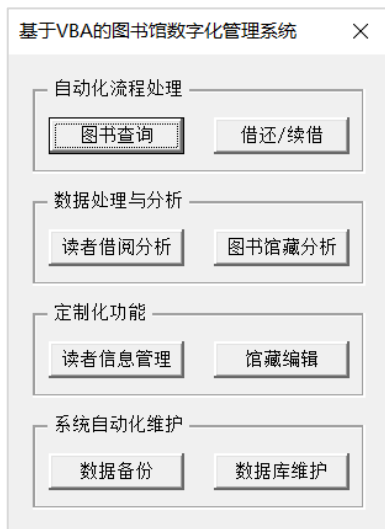 基于VBA的图书馆数字化管理系统
自动化流程处理
图书查询 借还/续借
数据处理与分析
读者借阅分析 图书馆藏分析
定制化功能
读者信息管理 馆藏编辑
系统自动化维护
数据备份 数据库维护